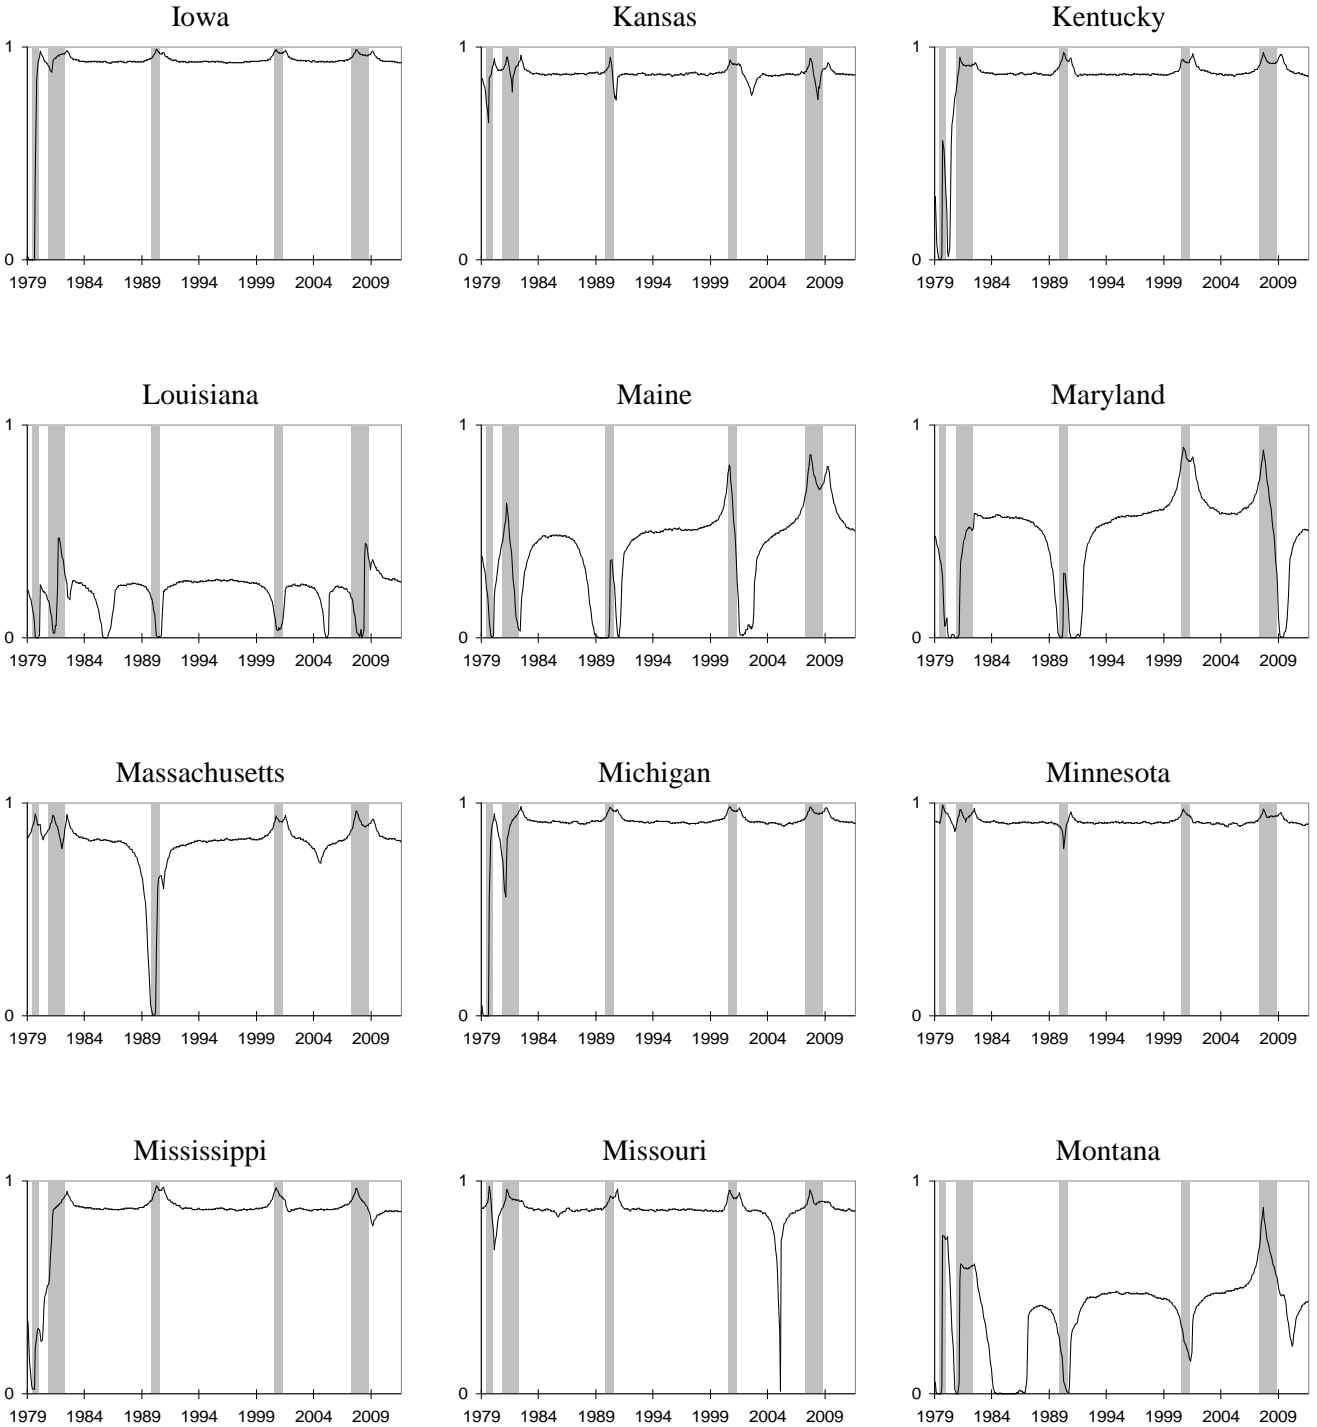 Iowa Kansas Kentucky
1 1 1
0 0 0
1979 1984 1989 1994 1999 2004 2009 1979 1984 1989 1994 1999 2004 2009 1979 1984 1989 1994 1999 2004 2009
Louisiana Maine Maryland
1 1 1
0 0 0
1979 1984 1989 1994 1999 2004 2009 1979 1984 1989 1994 1999 2004 2009 1979 1984 1989 1994 1999 2004 2009
Massachusetts Michigan Minnesota
1 1 1
0 0 0
1979 1984 1989 1994 1999 2004 2009 1979 1984 1989 1994 1999 2004 2009 1979 1984 1989 1994 1999 2004 2009
Mississippi Missouri Montana
1 1 1
0 0 0
1979 1984 1989 1994 1999 2004 2009 1979 1984 1989 1994 1999 2004 2009 1979 1984 1989 1994 1999 2004 2009